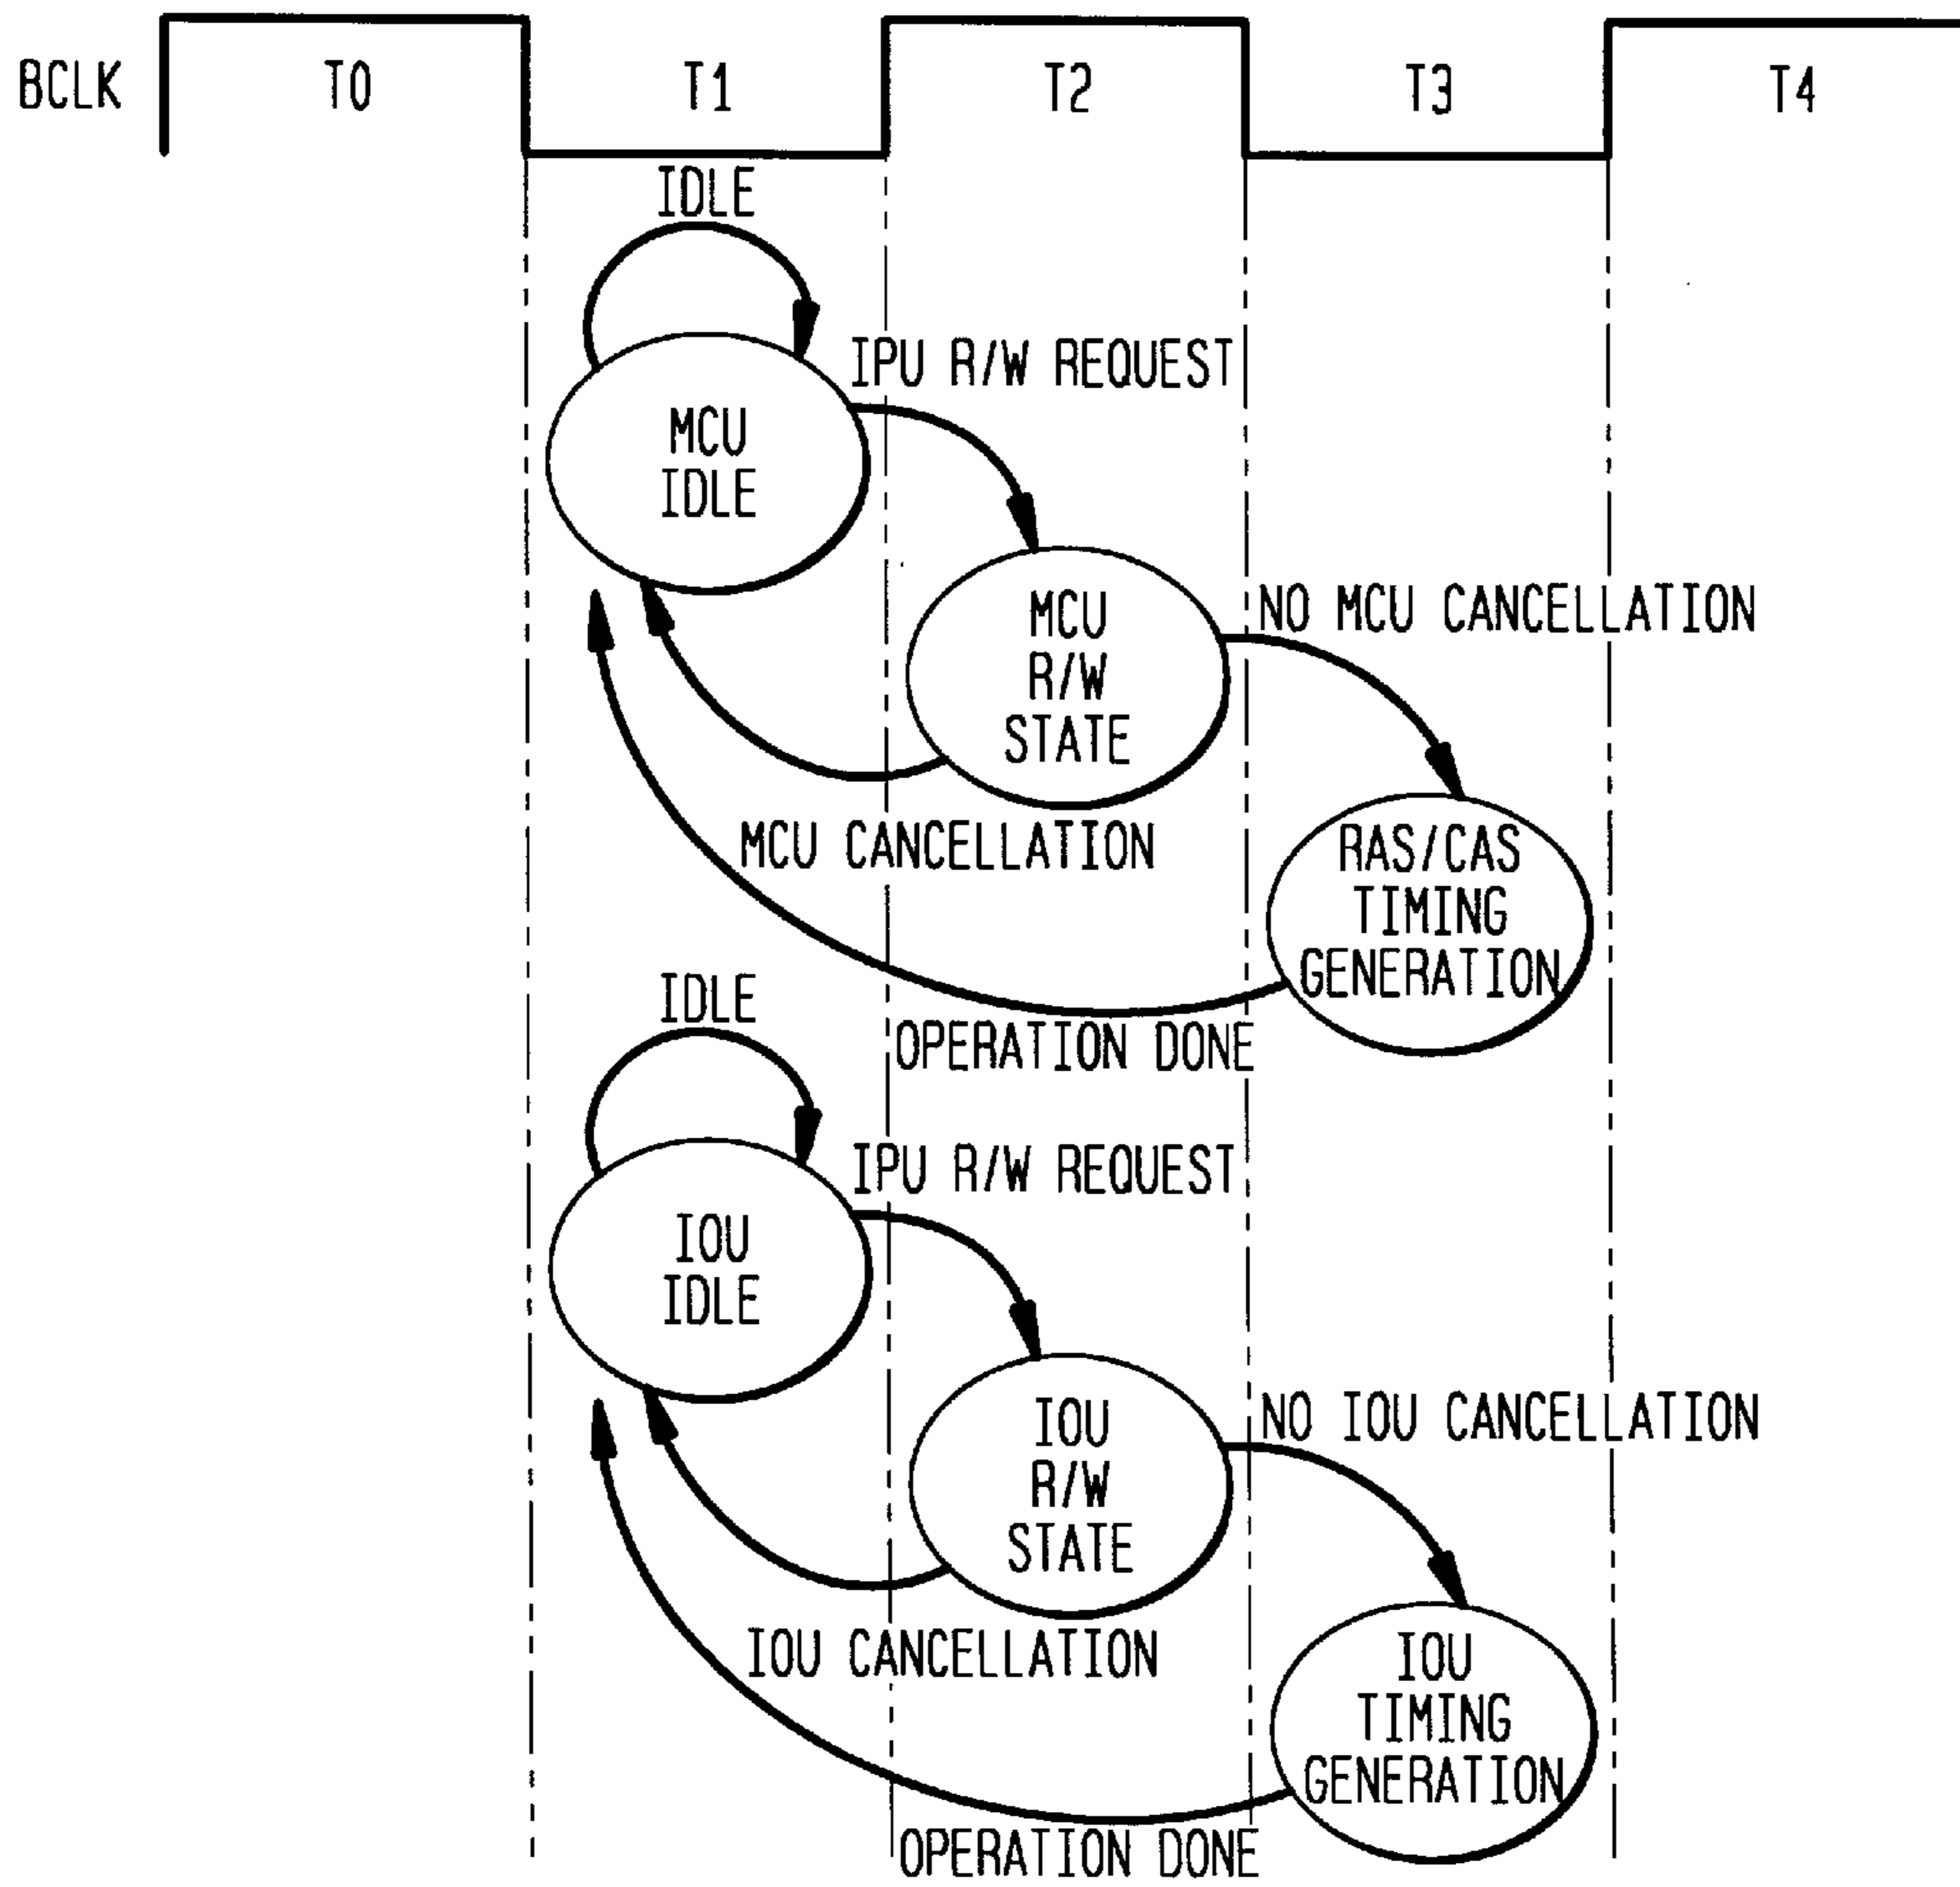 BCLK T0 T1 T2 T3 T4
IDLE
IPU R/W REQUEST
MCU
IDLE
NO MCU CANCELLATION
MCU
R/W
STATE
MCU CANCELLATION
RAS/CAS
TIMING
GENERATION
OPERATION DONE
IDLE
IPU R/W REQUEST
IOU
IDLE
NO IOU CANCELLATION
IOU
R/W
STATE
IOU CANCELLATION
IOU
TIMING
GENERATION
OPERATION DONE